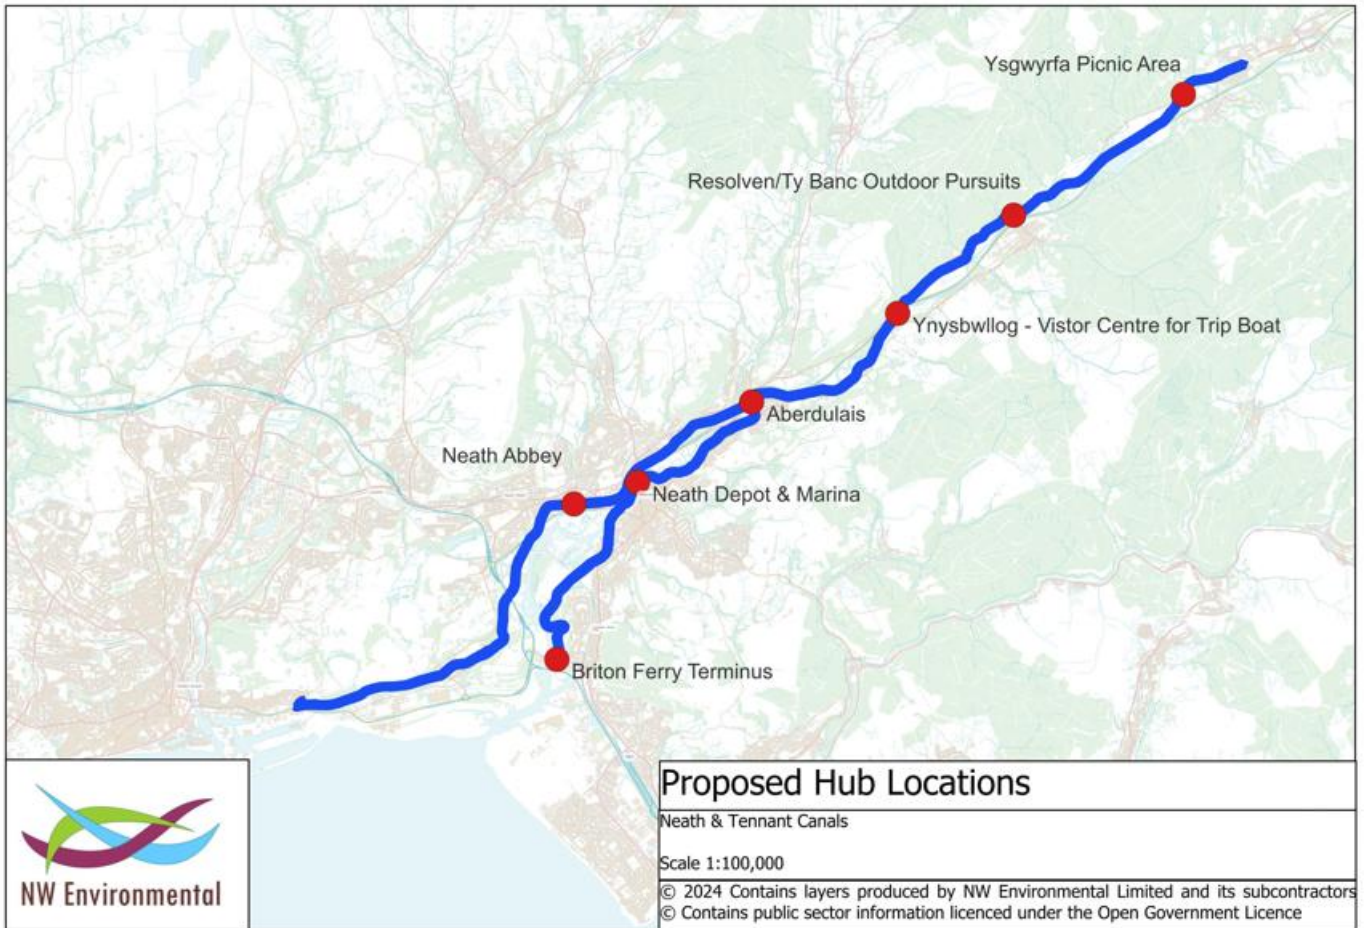 Ysgwyrfa Picnic Area
Resolven/Ty Banc Outdoor Pursuits
Ynysbwllog - Vistor Centre for Trip Boat
Aberdulais
Neath Abbey
Neath Depot & Marina
Briton Ferry Terminus
NW Environmental
Proposed Hub Locations
Neath & Tennant Canals
Scale 1:100,000
© 2024 Contains layers produced by NW Environmental Limited and its subcontractors
© Contains public sector information licenced under the Open Government Licence